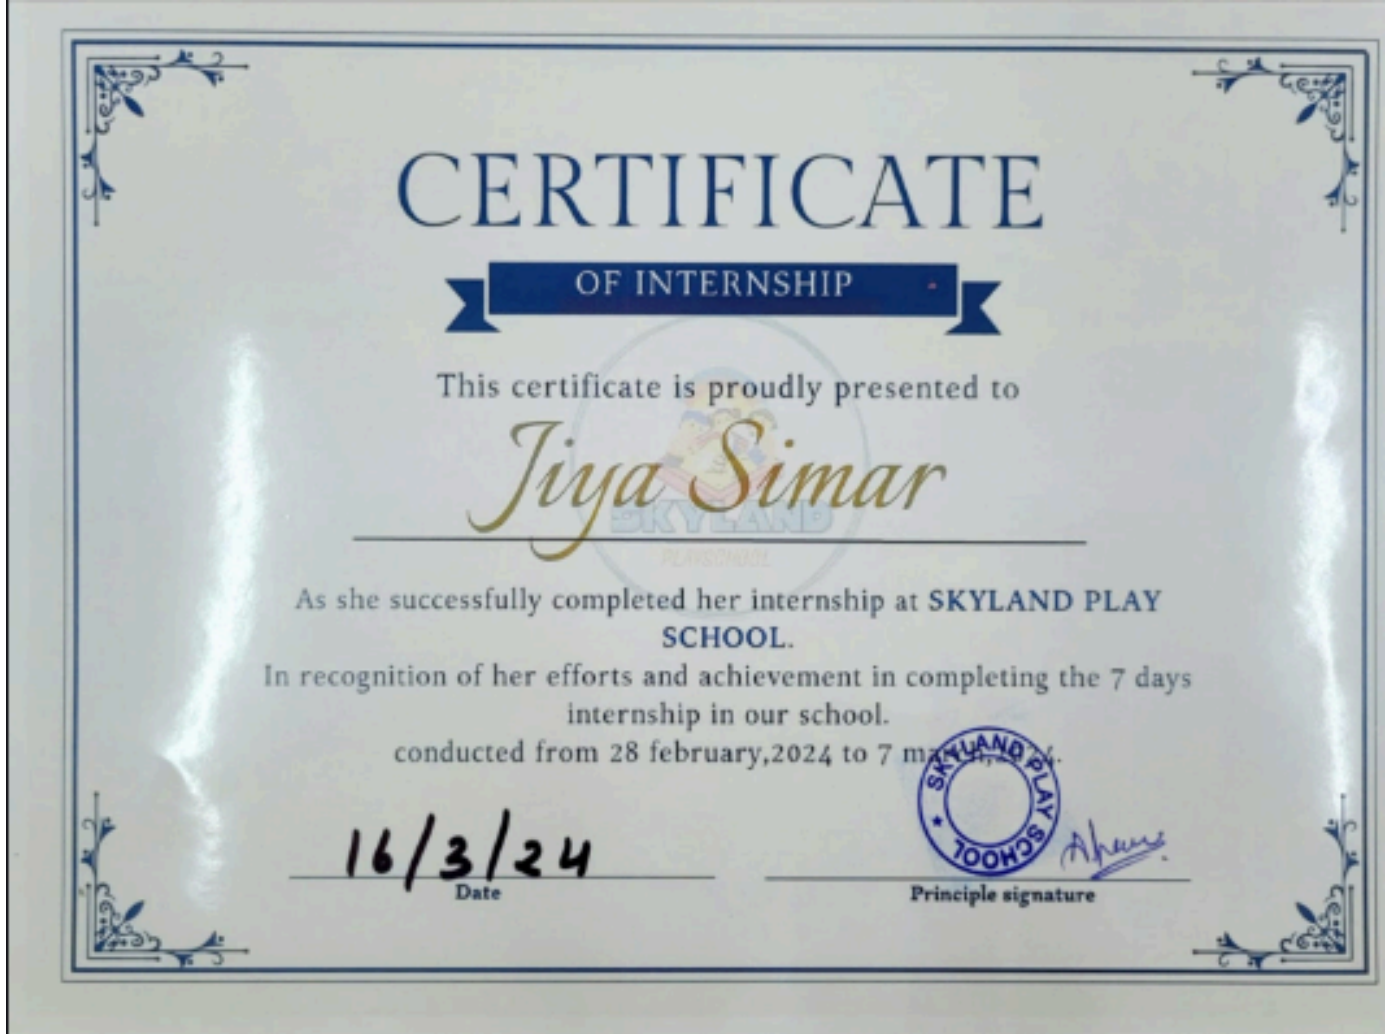 CERTIFICATE
OF INTERNSHIP
This certificate is proudly presented to
Jiya Simar
SKYLAND
PLAYSCHOOL
As she successfully completed her internship at SKYLAND PLAY
SCHOOL.
In recognition of her efforts and achievement in completing the 7 days
internship in our school.
conducted from 28 february,2024 to 7
SKYLAND PLAY SCHOOL
16/3/24
Date
Principle signature